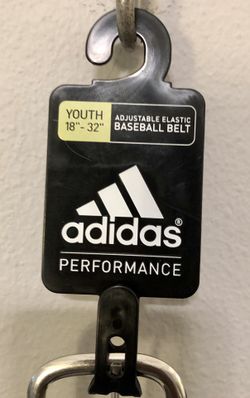 YOUTH
18" - 32"
ADJUSTABLE ELASTIC
BASEBALL BELT
adidas®
PERFORMANCE